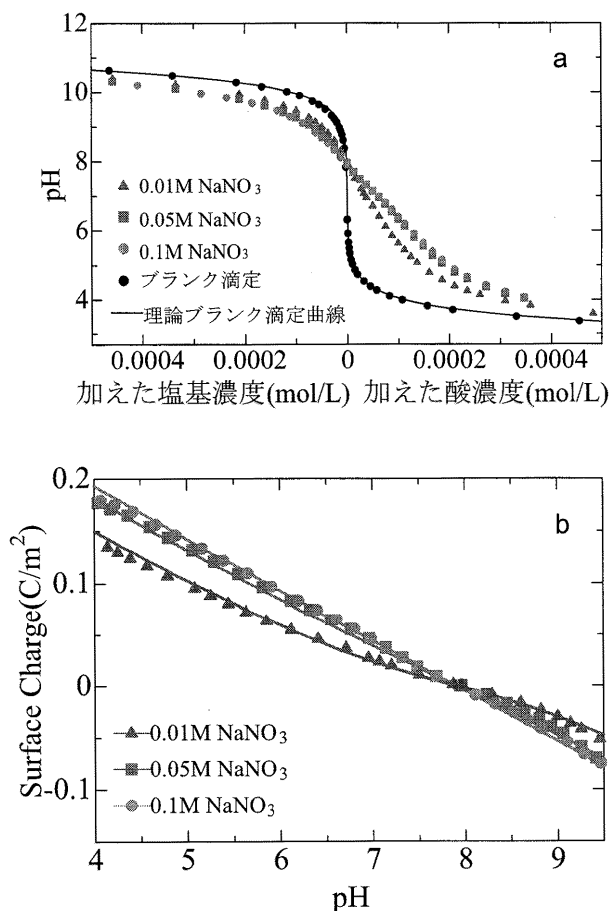 12
a
10
8
6
4
pH
0.01M NaNO3
0.05M NaNO3
0.1M NaNO3
ブランク滴定
理論ブランク滴定曲線
0.0004 0.0002 0 0.0002 0.0004
加えた塩基濃度(mol/L) 加えた酸濃度(mol/L)
0.2
b
0.1
0
-0.1
Surface Charge(C/m2)
0.01M NaNO3
0.05M NaNO3
0.1M NaNO3
4 5 6 7 8 9
pH